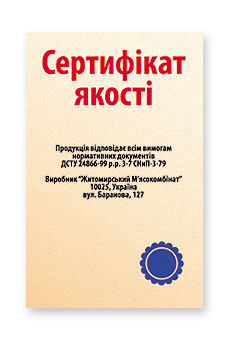 Сертифікат
якості
Продукція відповідає всім вимогам
нормативних документів
ДСТУ 24866-99 р.р. 3-7 СНиП-3-79
Виробник "Житомирський М'ясокомбінат"
10025, Україна
вул. Баранова, 127